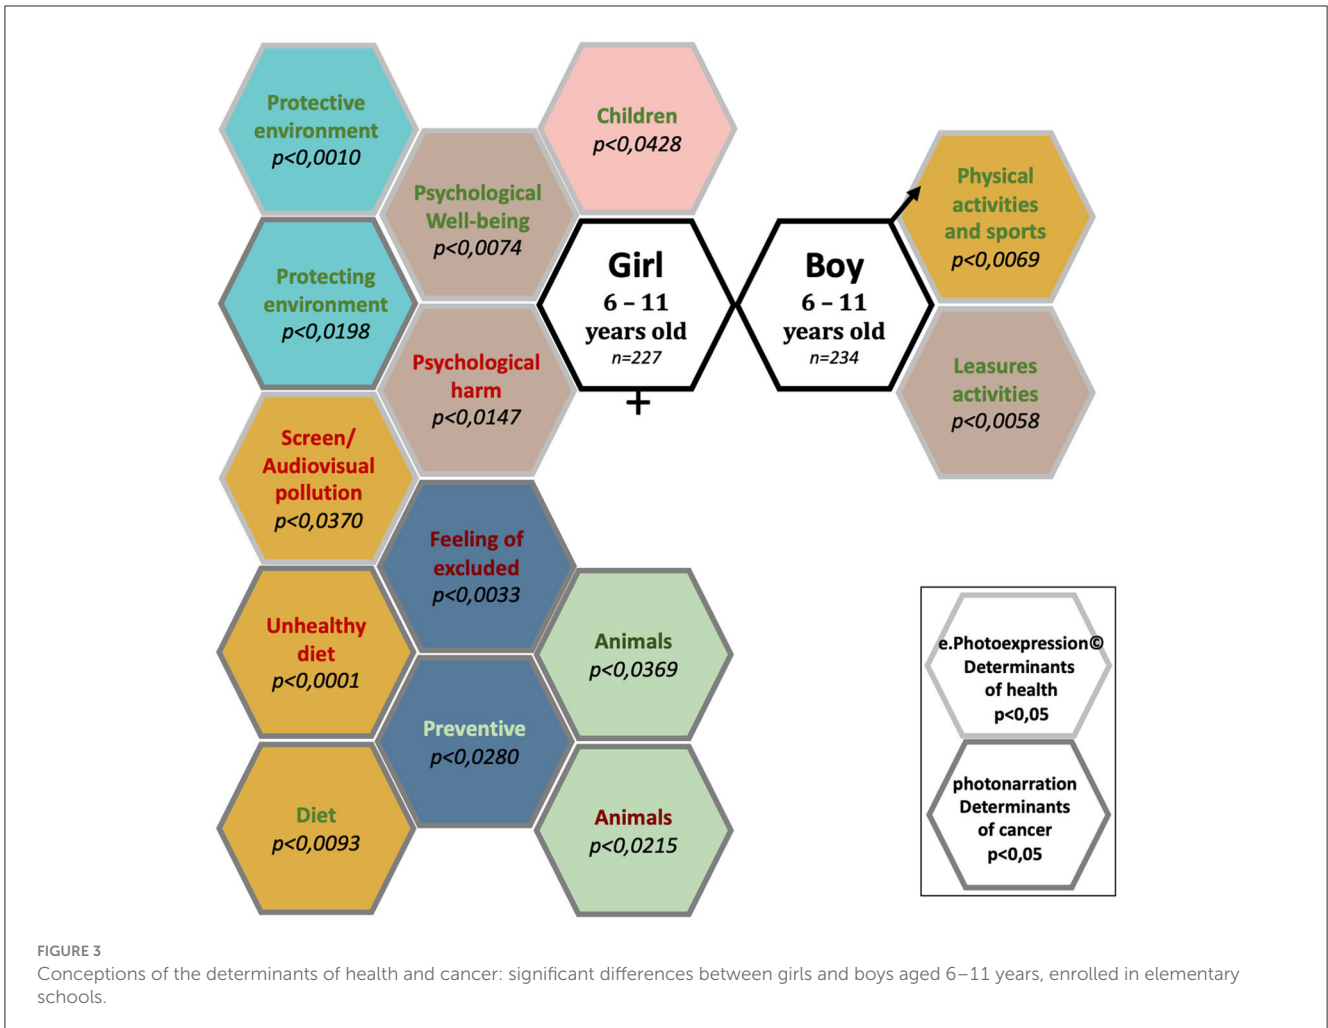 Protective
environment
p<0,0010
Children
p<0,0428
Psychological
Well-being
p<0,0074
Physical
activities
and sports
p<0,0069
Protecting
environment
p<0,0198
Girl
6 – 11
years old
n=227
+
Boy
6 – 11
years old
n=234
Psychological
harm
p<0,0147
Leasures
activities
p<0,0058
Screen/
Audiovisual
pollution
p<0,0370
Feeling of
excluded
p<0,0033
Unhealthy
diet
p<0,0001
Animals
p<0,0369
Preventive
p<0,0280
Diet
p<0,0093
Animals
p<0,0215
e.Photoexpression©
Determinants
of health
p<0,05
photonarration
Determinants
of cancer
p<0,05
FIGURE 3
Conceptions of the determinants of health and cancer: significant differences between girls and boys aged 6–11 years, enrolled in elementary
schools.